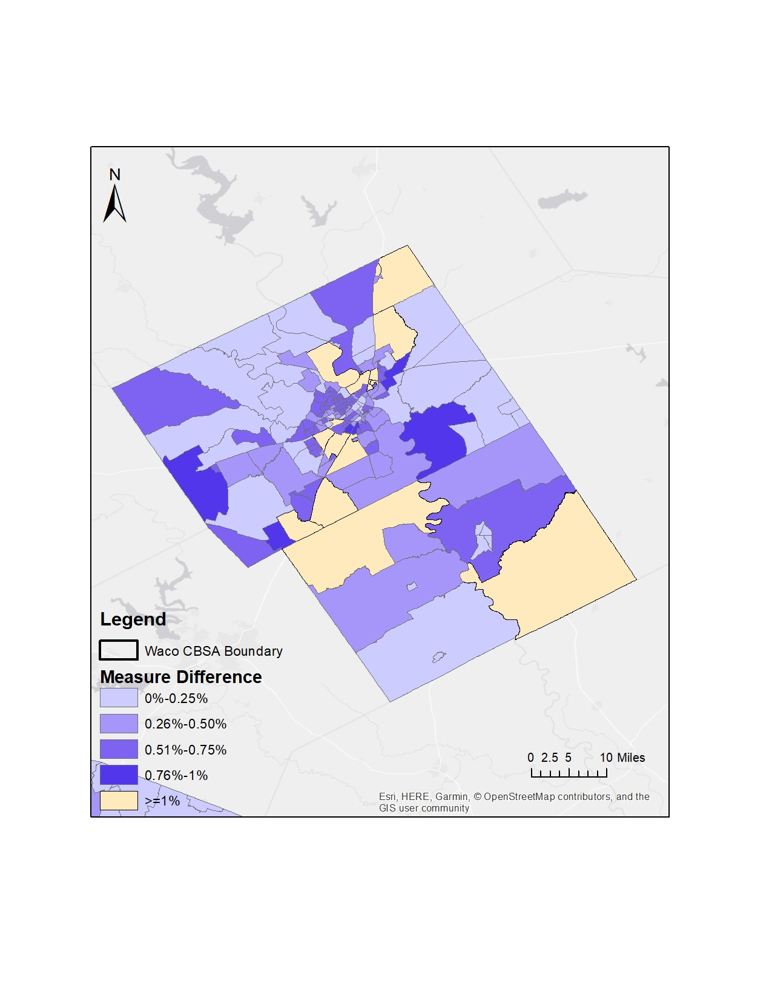 N
Legend
Waco CBSA Boundary
Measure Difference
0%-0.25%
0.26%-0.50%
0.51%-0.75%
0.76%-1%
>=1%
0 2.5 5 10 Miles
Esri, HERE, Garmin, © OpenStreetMap contributors, and the
GIS user community